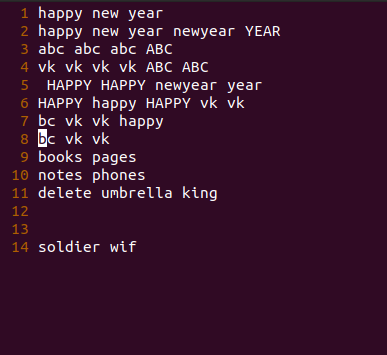 1 happy new year
2 happy new year newyear YEAR
3 abc abc abc ABC
4 vk vk vk vk ABC ABC
5  HAPPY HAPPY newyear year
6 HAPPY happy HAPPY vk vk
7 bc vk vk happy
8 bc vk vk
9 books pages
10 notes phones
11 delete umbrella king
12
13
14 soldier wif